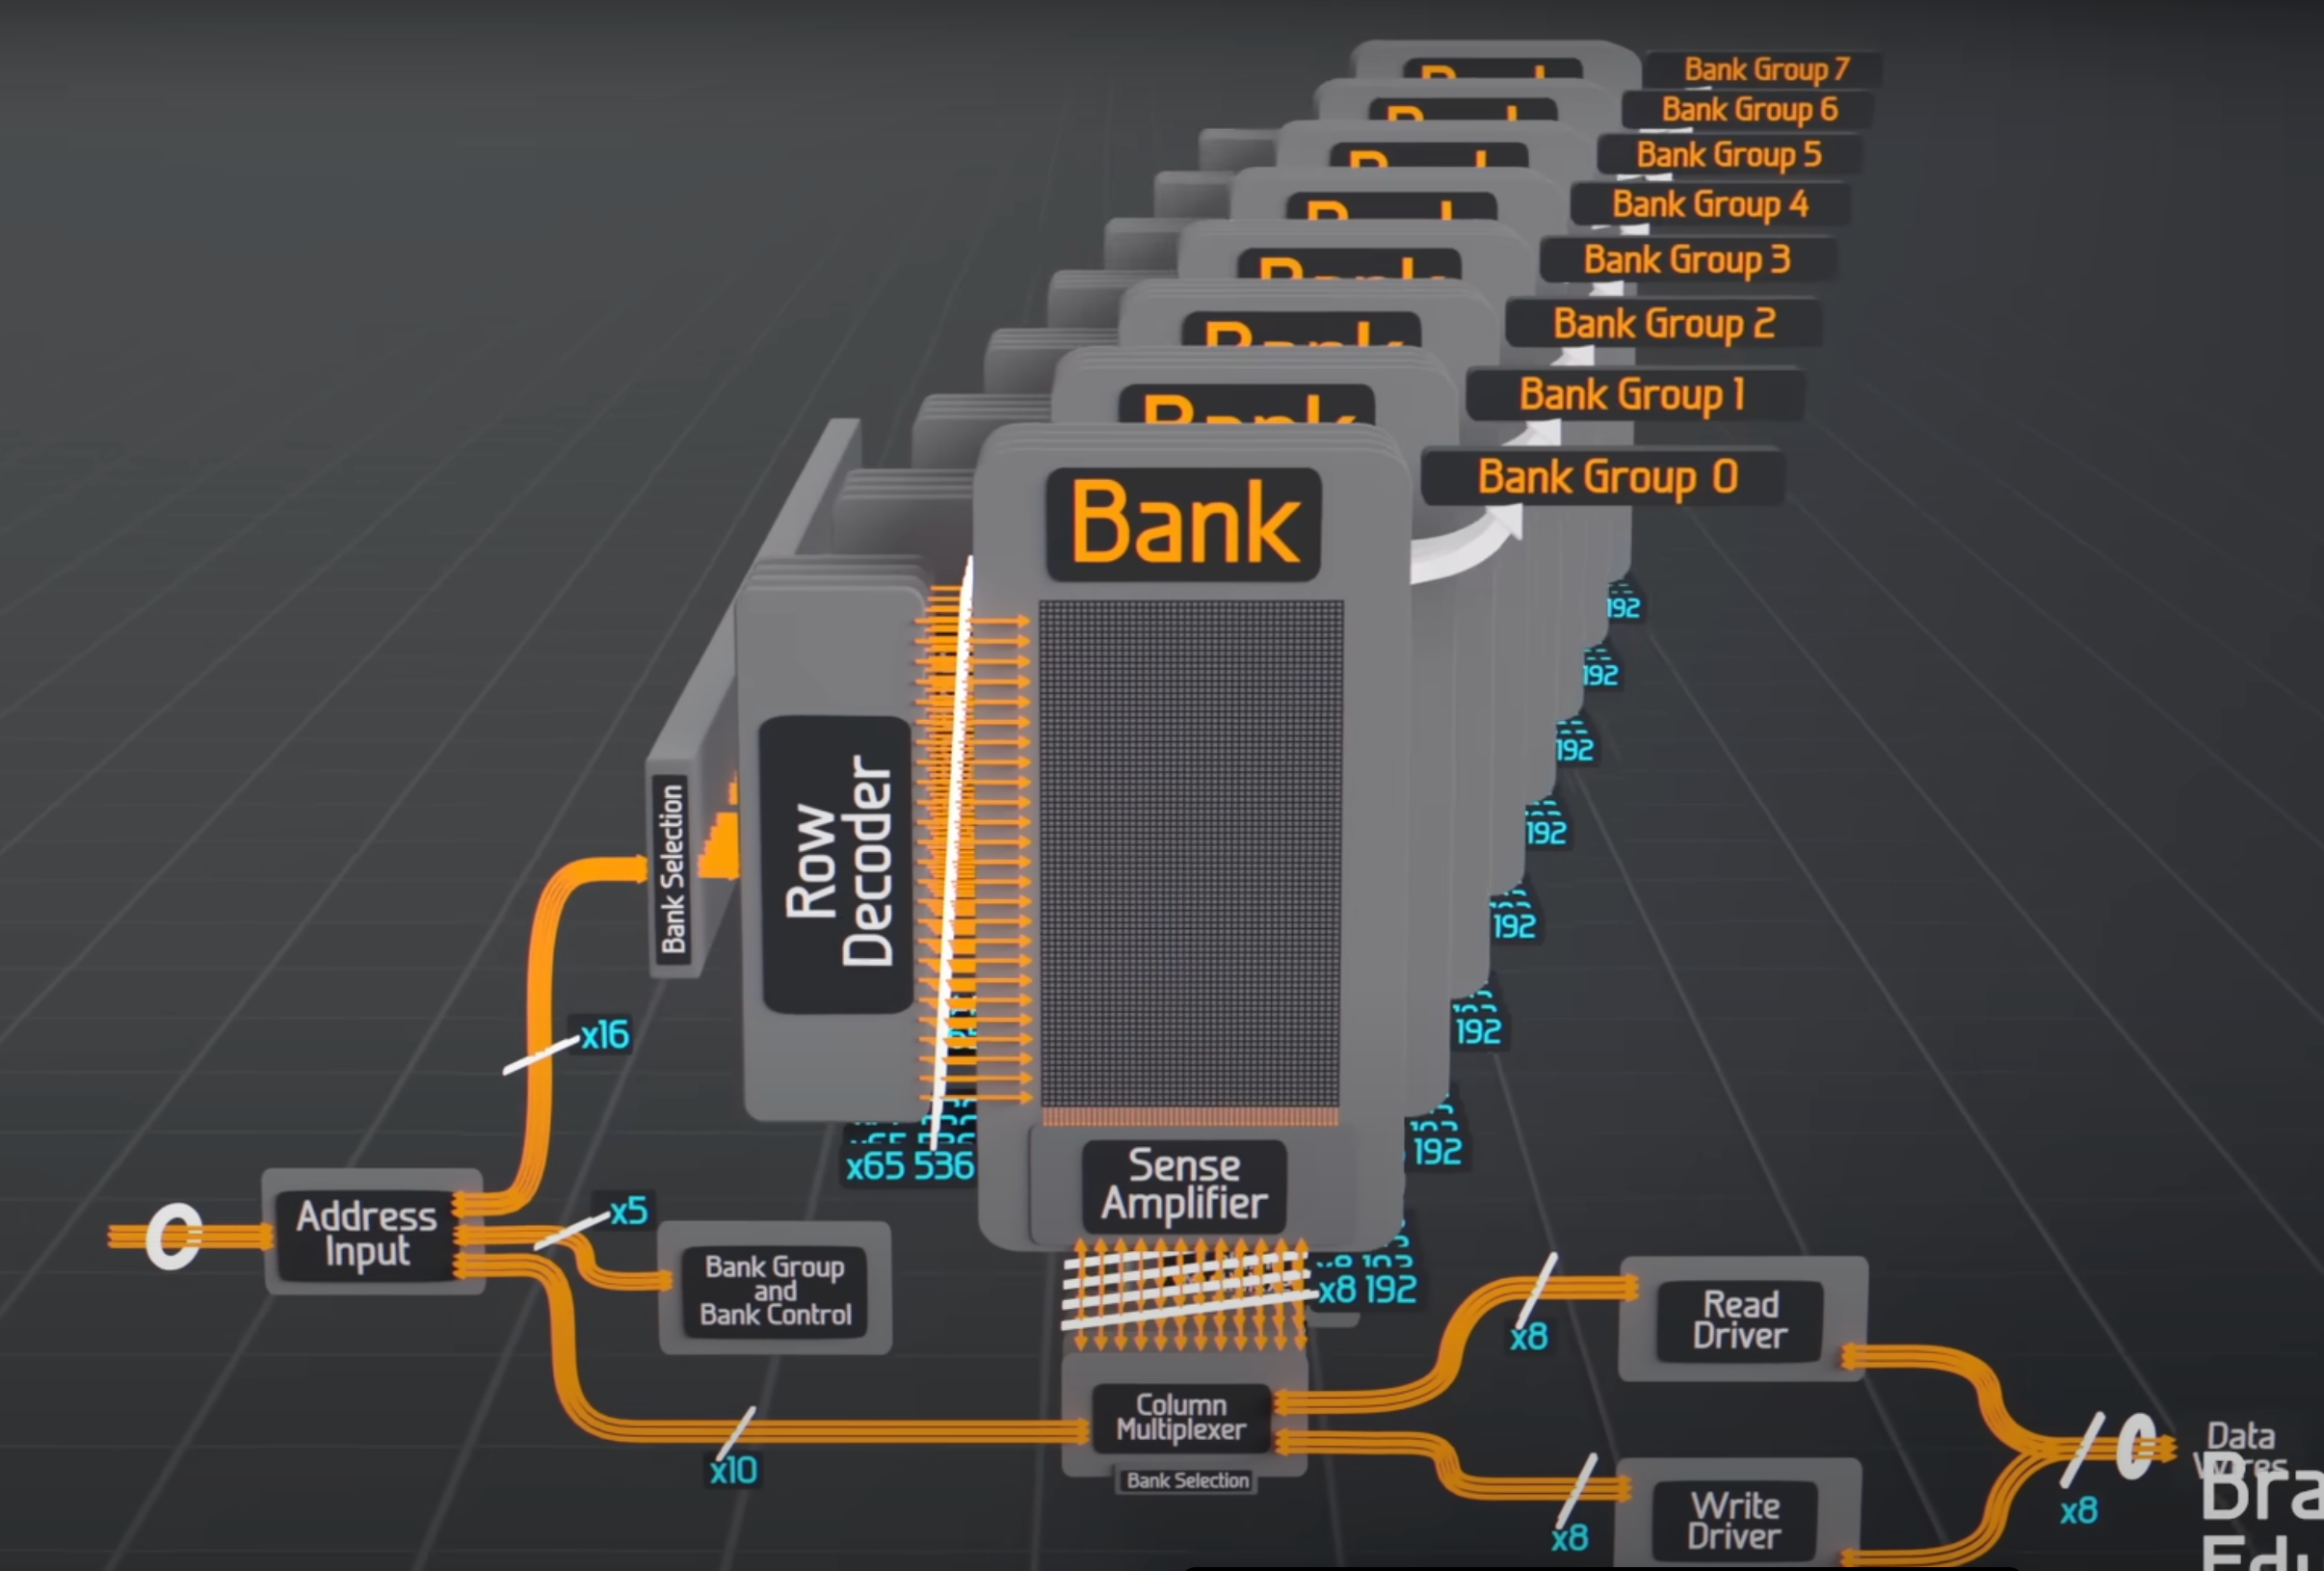 Bank Group 7
Bank Group 6
Bank Group 5
Bank Group 4
Bank Group 3
Bank Group 2
Bank Group 1
Bank Group 0
Bank
Bank
Bank
192
192
192
192
192
192
192
Row
Decoder
Bank Selection
x16
x65 536
Sense
Amplifier
x8 192
Address
Input
x5
Bank Group
and
Bank Control
x10
Column
Multiplexer
Bank Selection
x8
Read
Driver
x8
Write
Driver
x8
Data
Wires
Bra